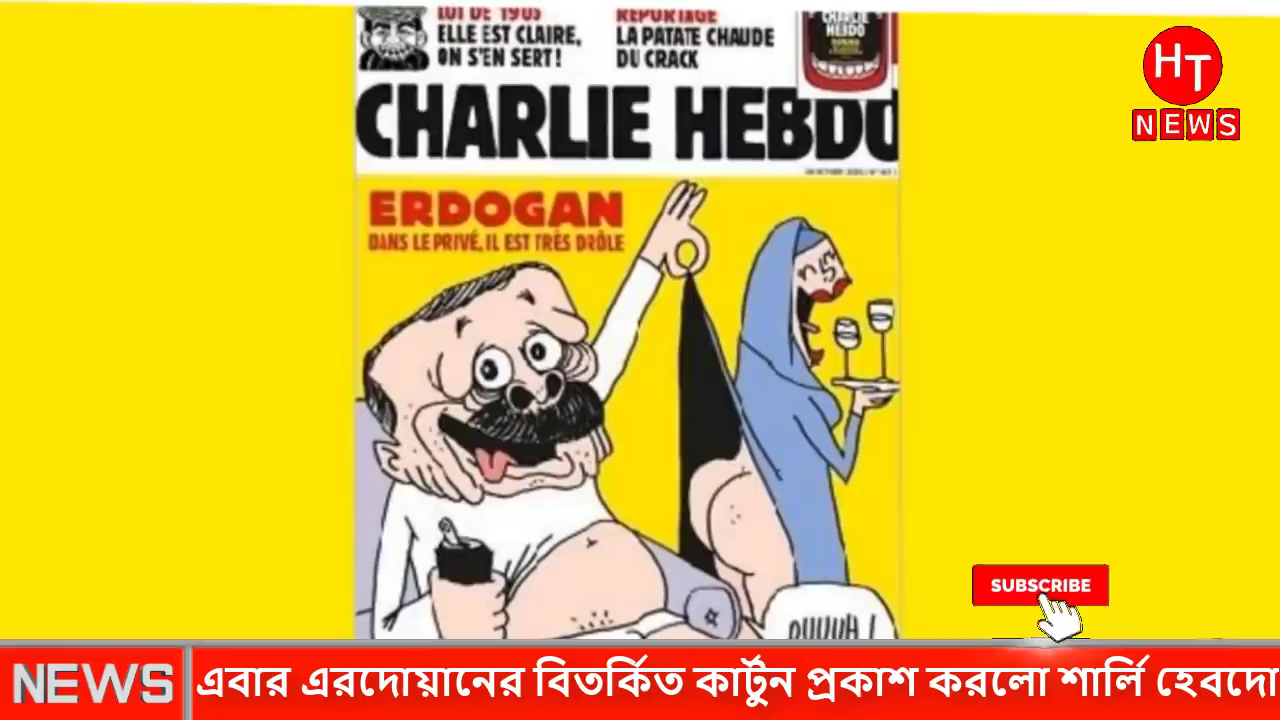 LOI DE 1905
ELLE EST CLAIRE,
ON S'EN SERT!
REPORTAGE
LA PATATE CHAUDE
DU CRACK
CHARLIE
HEBDO
CHARLIE HEBDO
ERDOGAN
DANS LE PRIVÉ, IL EST TRÈS DRÔLE
OUUUH!
HT
NEWS
SUBSCRIBE
NEWS
এবার এরদোয়ানের বিতর্কিত কার্টুন প্রকাশ করলো শার্লি হেবদো